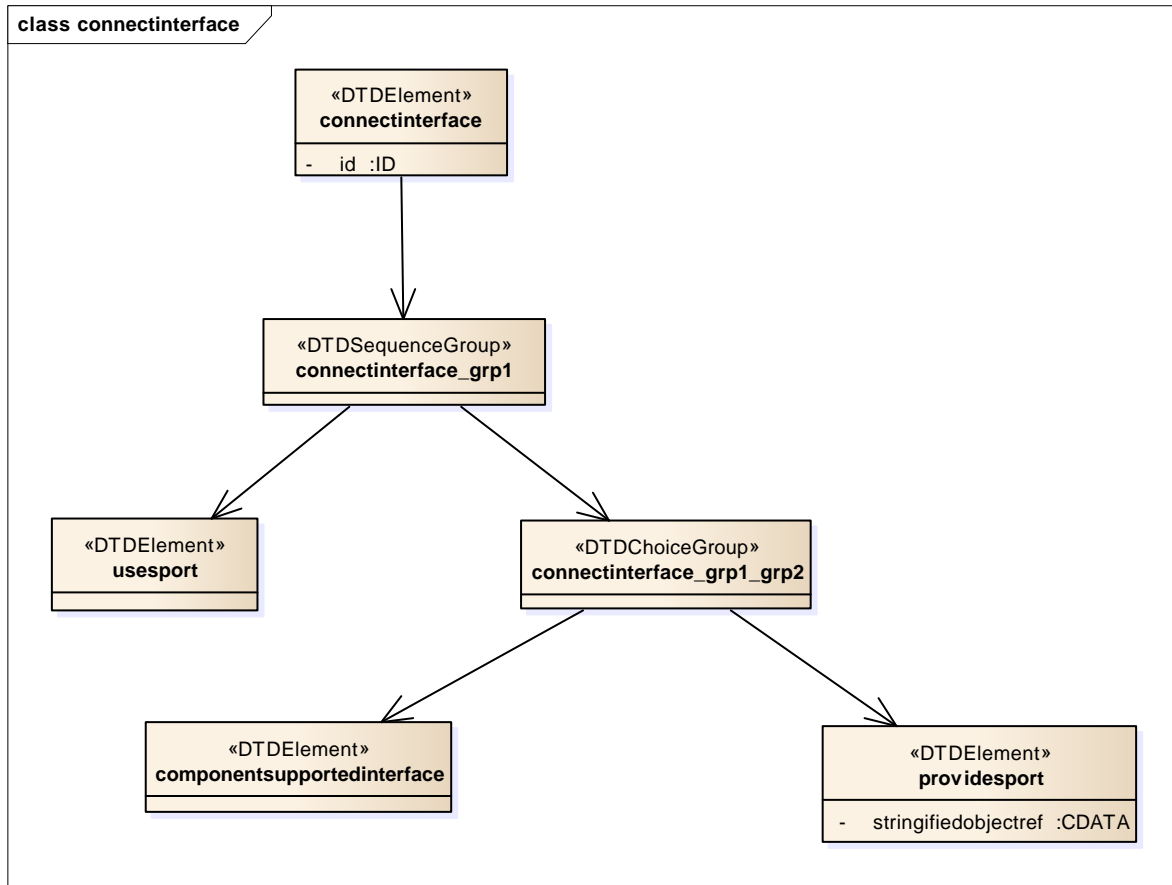 class connectinterface
«DTDElement»
connectinterface
- id :ID
«DTDSequenceGroup»
connectinterface_grp1
«DTDElement»
usesport
«DTDChoiceGroup»
connectinterface_grp1_grp2
«DTDElement»
componentsupportedinterface
«DTDElement»
providesport
- stringifiedobjectref :CDATA